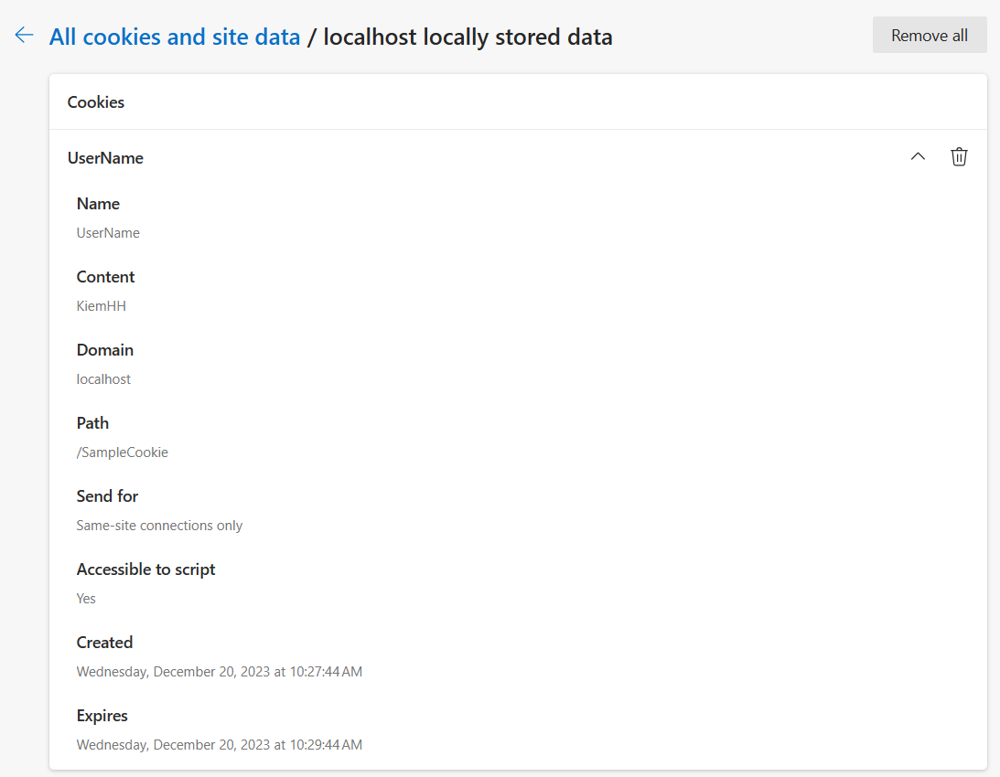 All cookies and site data / localhost locally stored data
Remove all
Cookies
UserName
Name
UserName
Content
KiemHH
Domain
localhost
Path
/SampleCookie
Send for
Same-site connections only
Accessible to script
Yes
Created
Wednesday, December 20, 2023 at 10:27:44 AM
Expires
Wednesday, December 20, 2023 at 10:29:44 AM